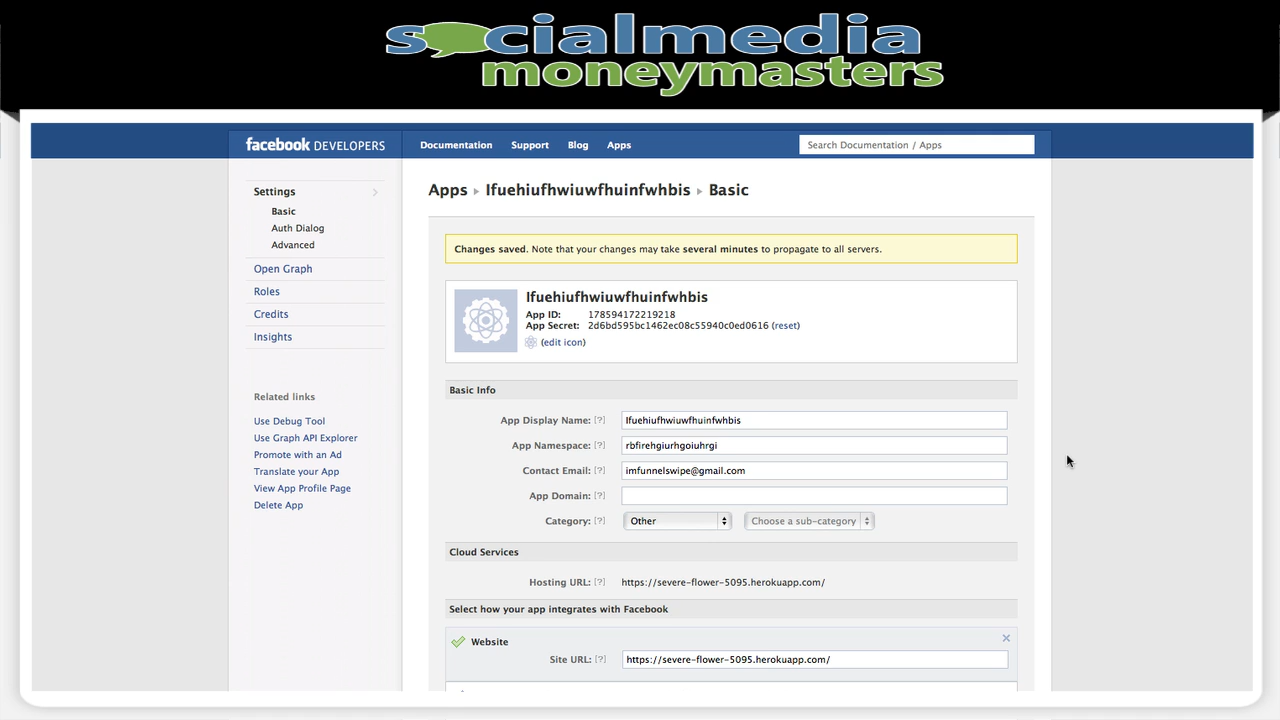 socialmedia
moneymasters
facebook DEVELOPERS
Documentation Support Blog Apps
Search Documentation / Apps
Settings
Basic
Auth Dialog
Advanced
Open Graph
Roles
Credits
Insights
Related links
Use Debug Tool
Use Graph API Explorer
Promote with an Ad
Translate your App
View App Profile Page
Delete App
Apps ▸ Ifuehiufhwiuwfhuinfwhbis ▸ Basic
Changes saved. Note that your changes may take several minutes to propagate to all servers.
Ifuehiufhwiuwfhuinfwhbis
App ID: 178594172219218
App Secret: 2d6bd595bc1462ec08c55940c0ed0616 (reset)
(edit icon)
Basic Info
App Display Name: [?] Ifuehiufhwiuwfhuinfwhbis
App Namespace: [?] rbfirehgiurhgoiuhrgi
Contact Email: [?] imfunnelswipe@gmail.com
App Domain: [?]
Category: [?] Other Choose a sub-category
Cloud Services
Hosting URL: [?] https://severe-flower-5095.herokuapp.com/
Select how your app integrates with Facebook
Website
Site URL: [?] https://severe-flower-5095.herokuapp.com/